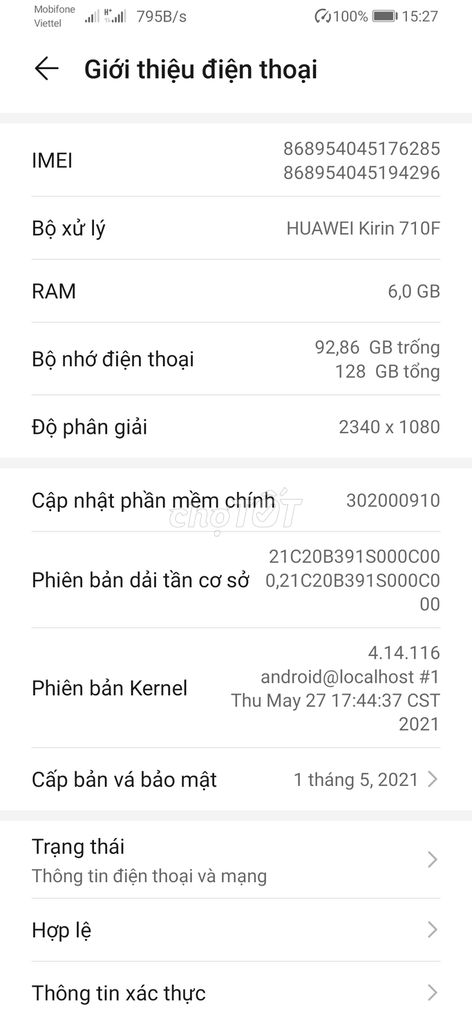 Mobifone
Viettel
H+
795B/s
100%
15:27
Giới thiệu điện thoại
IMEI
868954045176285
868954045194296
Bộ xử lý
HUAWEI Kirin 710F
RAM
6,0 GB
Bộ nhớ điện thoại
92,86 GB trống
128 GB tổng
Độ phân giải
2340 x 1080
Cập nhật phần mềm chính
302000910
chợTỐT
Phiên bản dải tần cơ sở
21C20B391S000C00
0,21C20B391S000C0
00
Phiên bản Kernel
4.14.116
android@localhost #1
Thu May 27 17:44:37 CST
2021
Cấp bản vá bảo mật
1 tháng 5, 2021
Trạng thái
Thông tin điện thoại và mạng
Hợp lệ
Thông tin xác thực